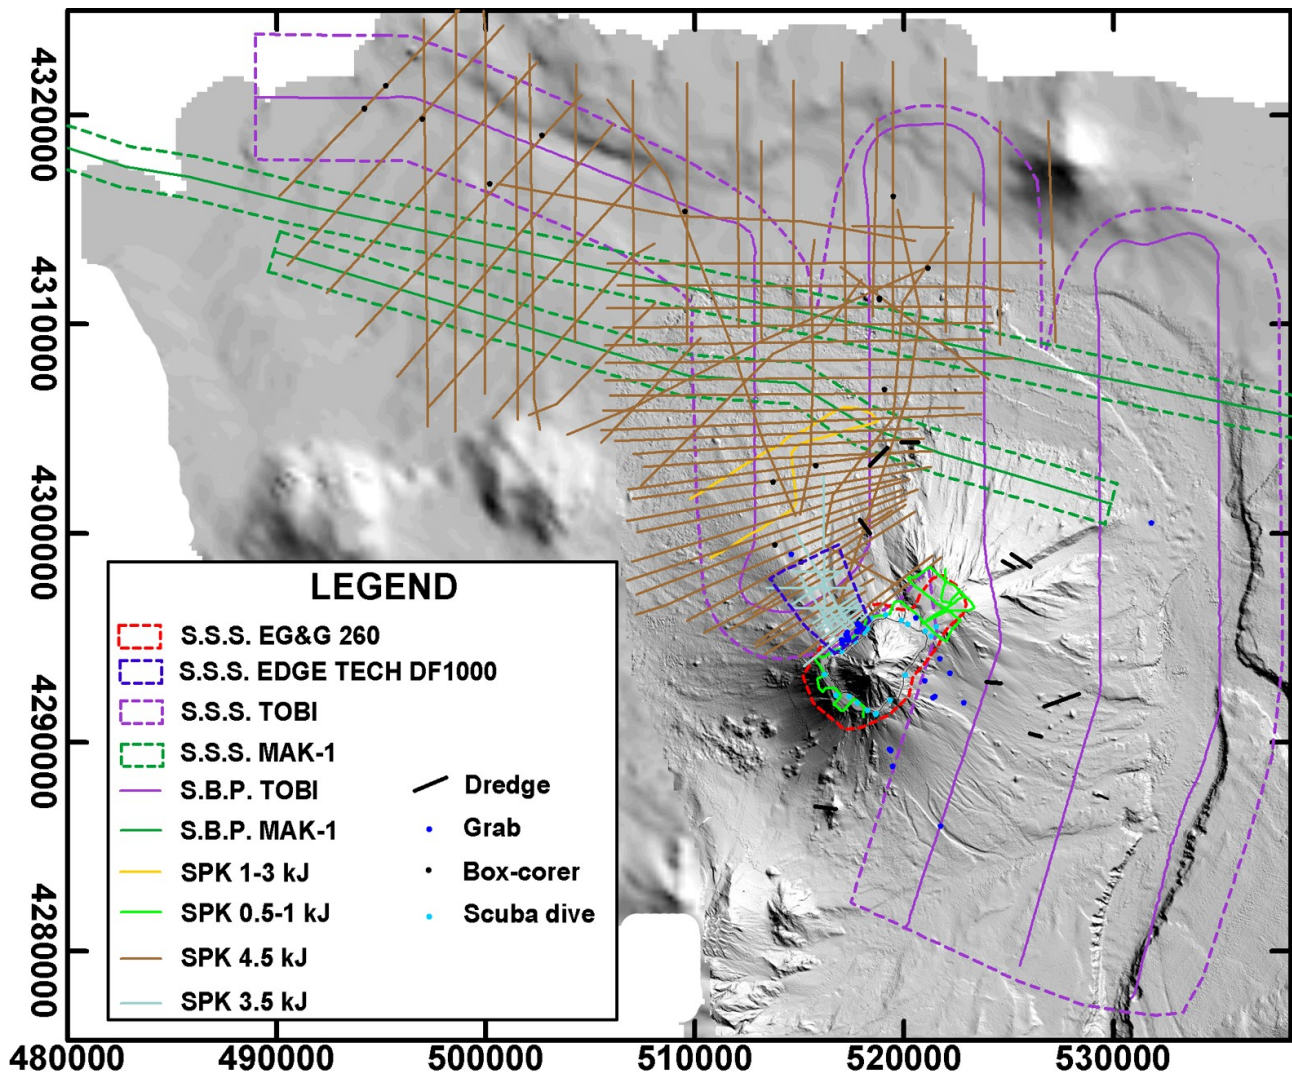 4320000
4310000
4300000
4290000
4280000
LEGEND
S.S.S. EG&G 260
S.S.S. EDGE TECH DF1000
S.S.S. TOBI
S.S.S. MAK-1
S.B.P. TOBI
S.B.P. MAK-1
SPK 1-3 kJ
SPK 0.5-1 kJ
SPK 4.5 kJ
SPK 3.5 kJ
Dredge
Grab
Box-corer
Scuba dive
480000 490000 500000 510000 520000 530000